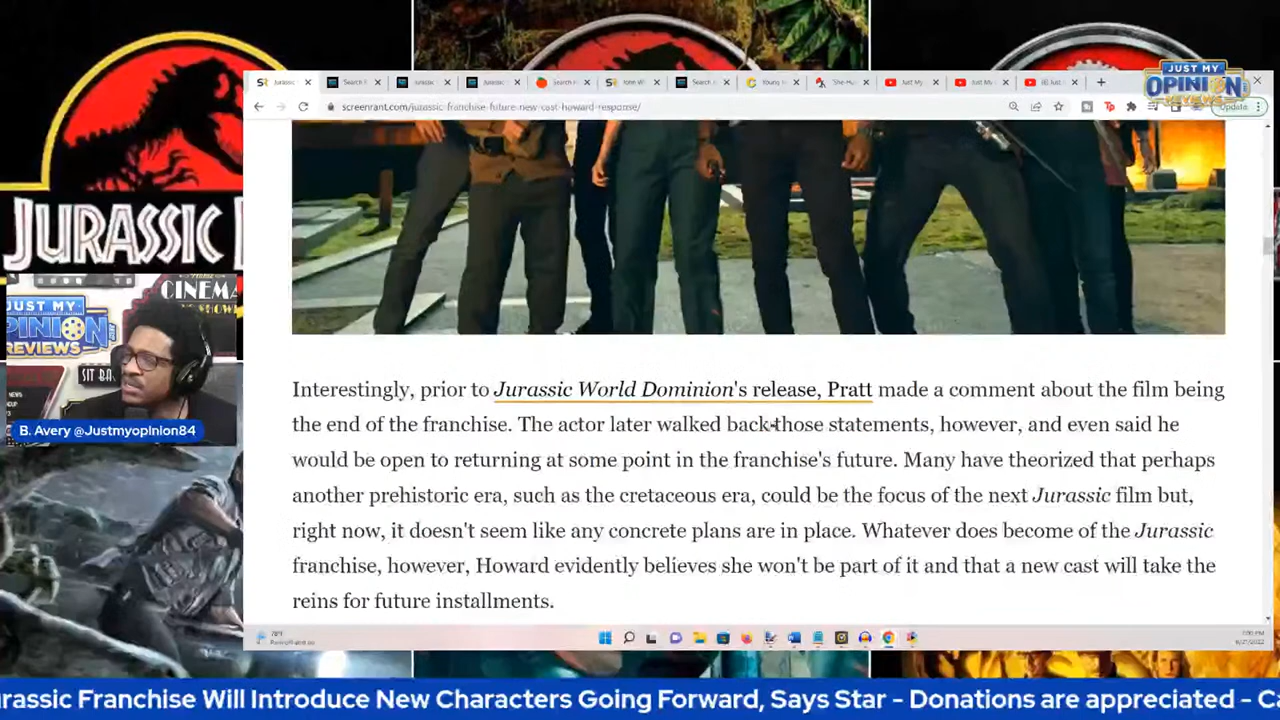 JURASSIC
JUST MY
OPINION
REVIEWS
screenrant.com/jurassic-franchise-future-new-cast-howard-response/
Update
CINEMA
JUST MY
OPINION
REVIEWS
SIT BA
B. Avery @Justmyopinion84
Interestingly, prior to Jurassic World Dominion's release, Pratt made a comment about the film being
the end of the franchise. The actor later walked back those statements, however, and even said he
would be open to returning at some point in the franchise's future. Many have theorized that perhaps
another prehistoric era, such as the cretaceous era, could be the focus of the next Jurassic film but,
right now, it doesn't seem like any concrete plans are in place. Whatever does become of the Jurassic
franchise, however, Howard evidently believes she won't be part of it and that a new cast will take the
reins for future installments.
urassic Franchise Will Introduce New Characters Going Forward, Says Star - Donations are appreciated - C